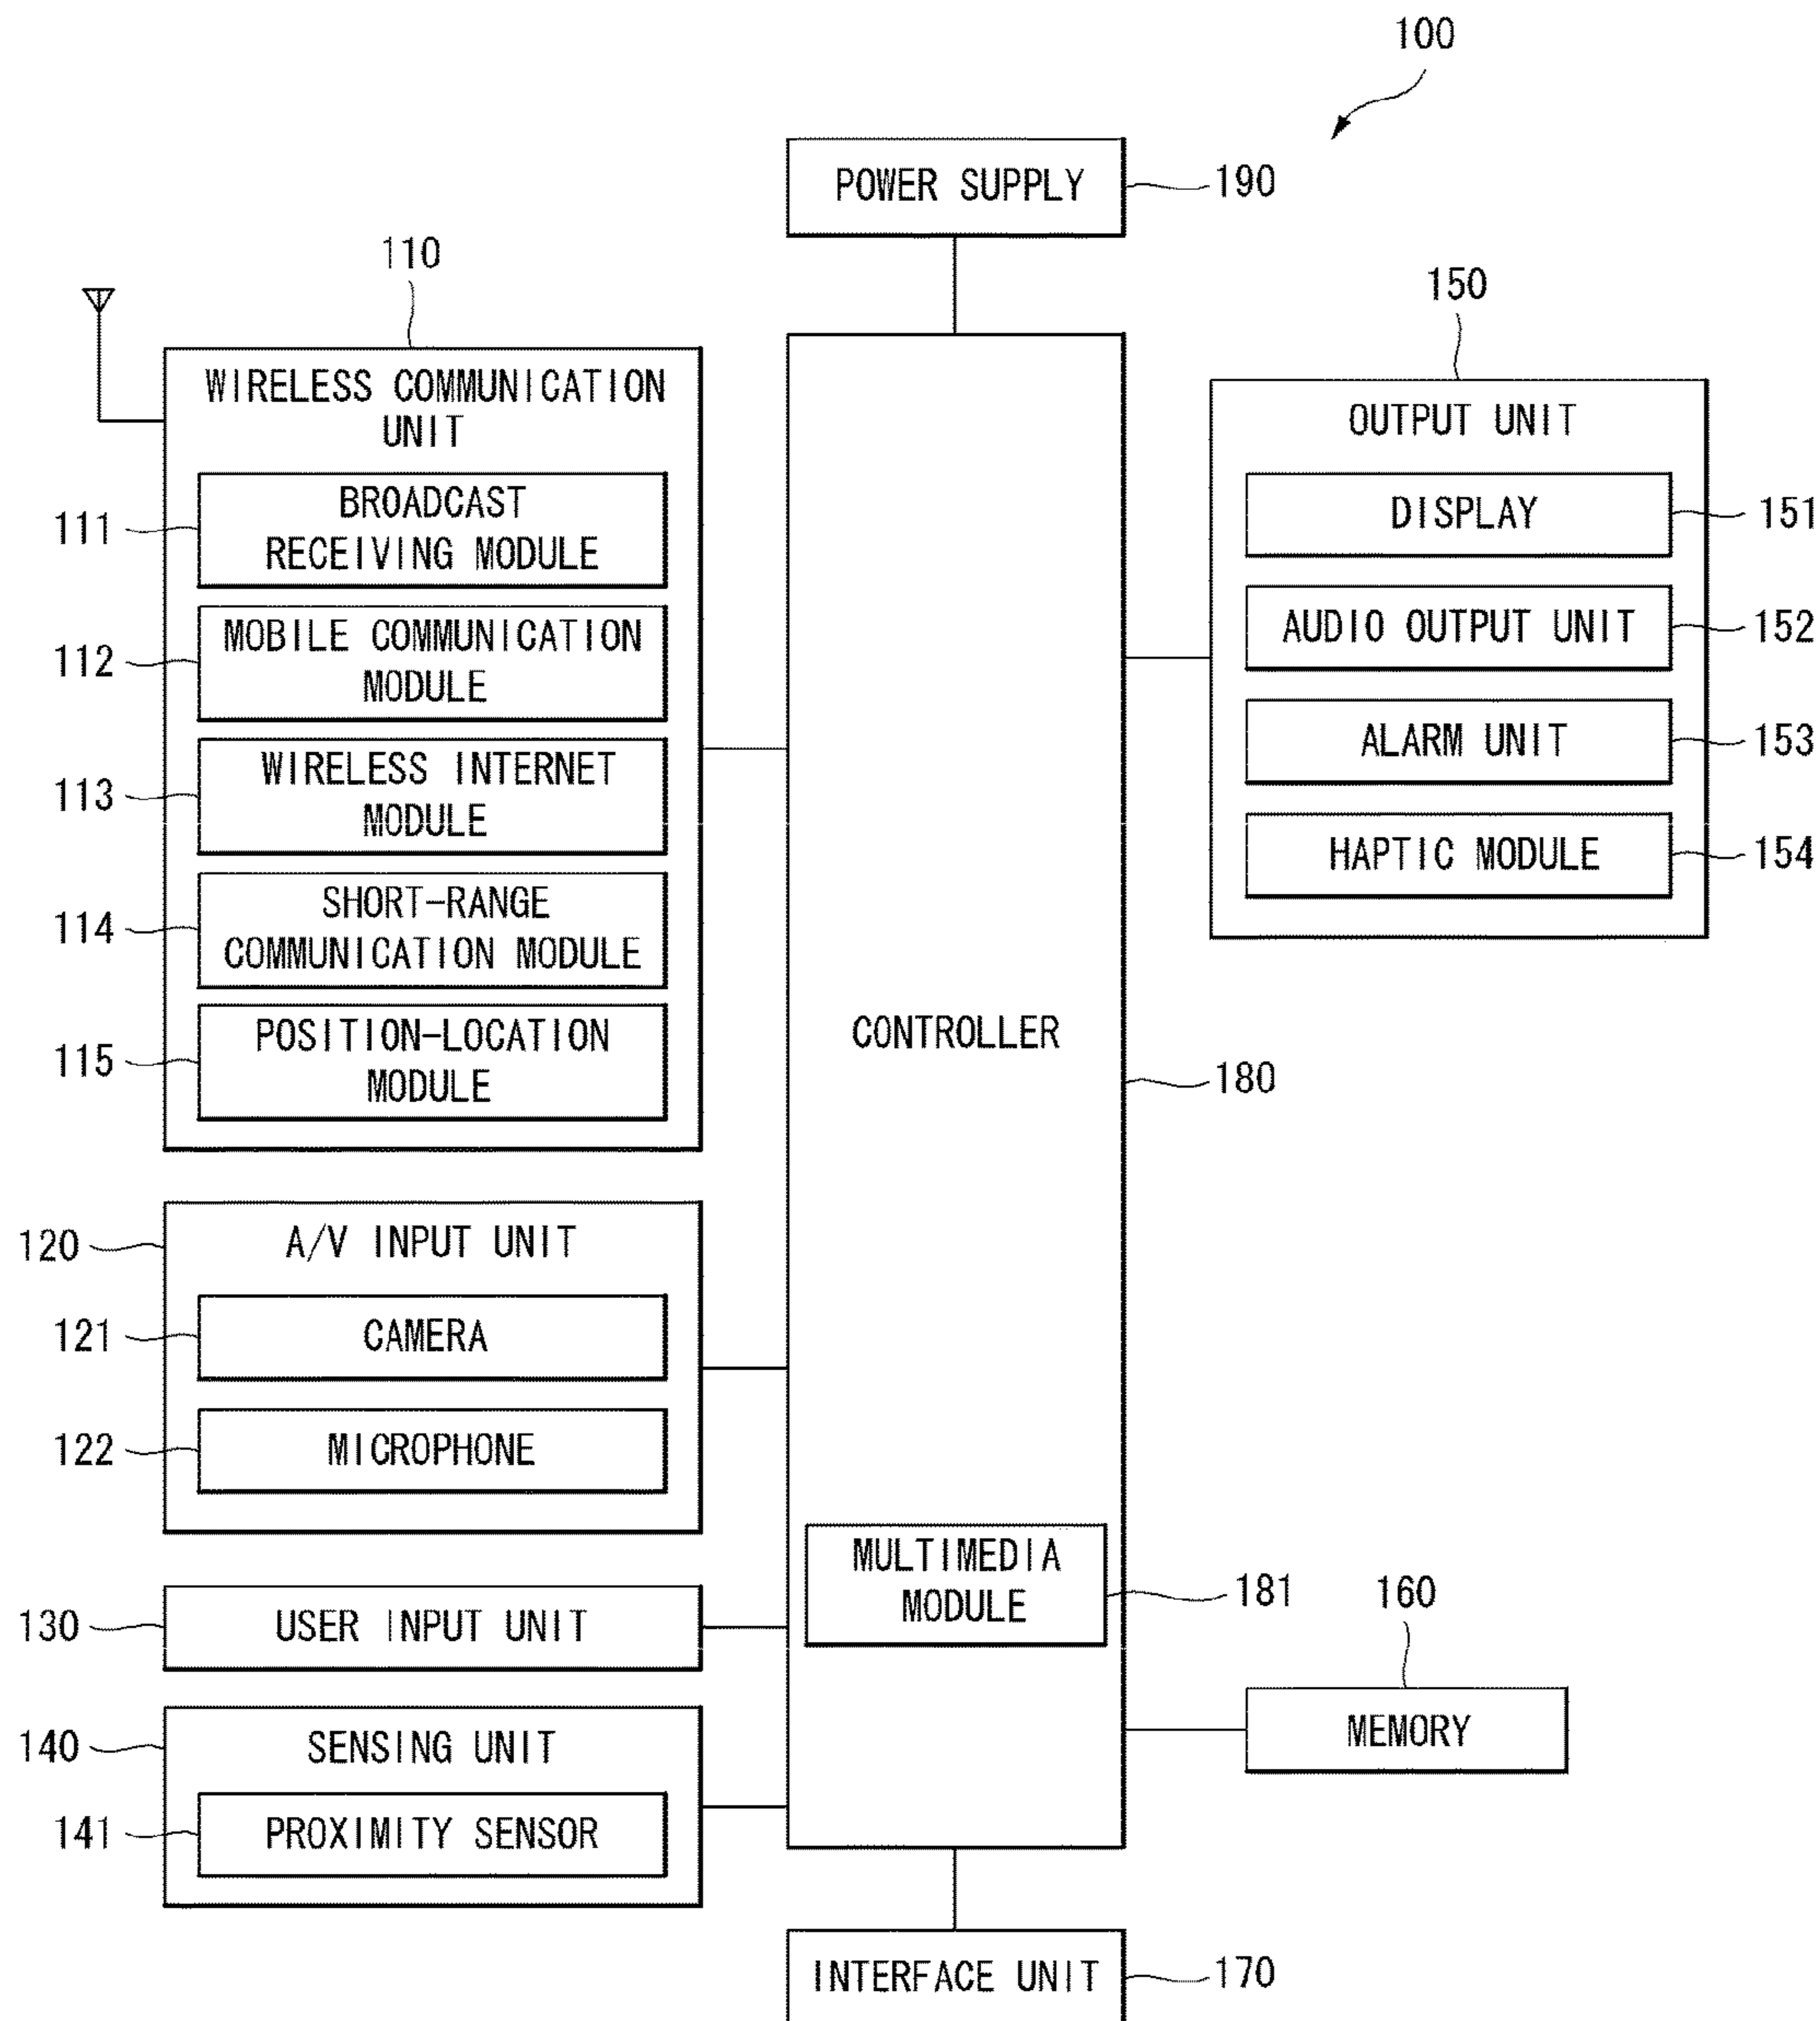 100
POWER SUPPLY
190
110
WIRELESS COMMUNICATION
UNIT
111
BROADCAST
RECEIVING MODULE
112
MOBILE COMMUNICATION
MODULE
113
WIRELESS INTERNET
MODULE
114
SHORT-RANGE
COMMUNICATION MODULE
115
POSITION-LOCATION
MODULE
120
A/V INPUT UNIT
121
CAMERA
122
MICROPHONE
130
USER INPUT UNIT
140
SENSING UNIT
141
PROXIMITY SENSOR
CONTROLLER
180
MULTIMEDIA
MODULE
181
150
OUTPUT UNIT
DISPLAY
151
AUDIO OUTPUT UNIT
152
ALARM UNIT
153
HAPTIC MODULE
154
160
MEMORY
INTERFACE UNIT
170